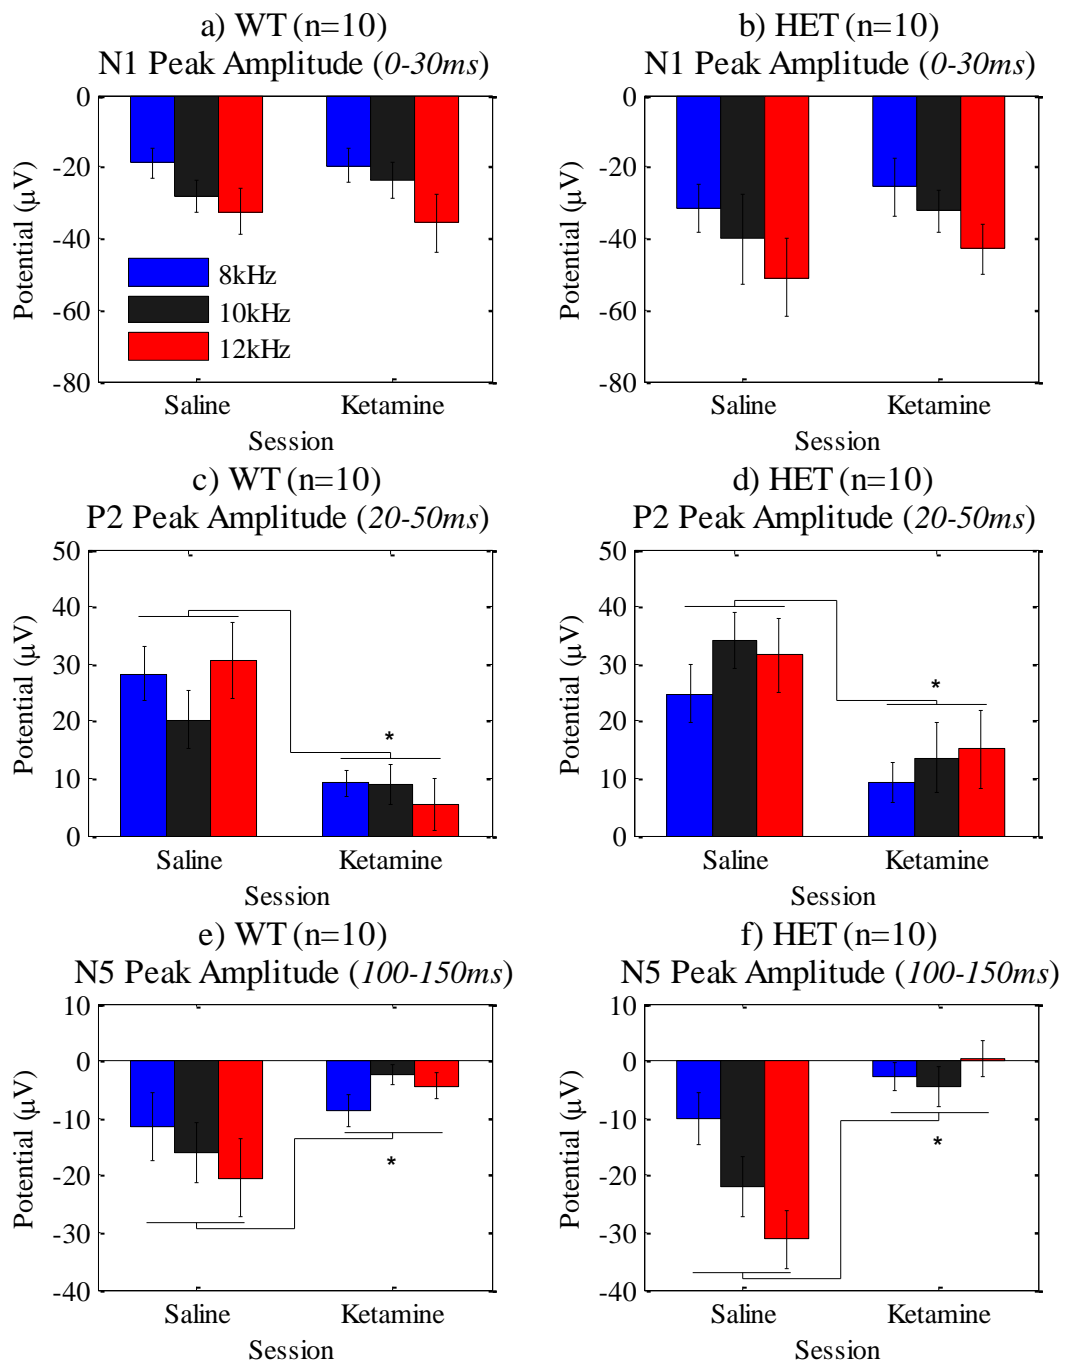 a) WT (n=10)
N1 Peak Amplitude (0-30ms)
0
-20
-40
-60
-80
Potential (µV)
8kHz
10kHz
12kHz
Saline
Ketamine
Session
b) HET (n=10)
N1 Peak Amplitude (0-30ms)
0
-20
-40
-60
-80
Potential (µV)
Saline
Ketamine
Session
c) WT (n=10)
P2 Peak Amplitude (20-50ms)
50
40
30
20
10
0
Potential (µV)
*
Saline
Ketamine
Session
d) HET (n=10)
P2 Peak Amplitude (20-50ms)
50
40
30
20
10
0
Potential (µV)
*
Saline
Ketamine
Session
e) WT (n=10)
N5 Peak Amplitude (100-150ms)
10
0
-10
-20
-30
-40
Potential (µV)
*
Saline
Ketamine
Session
f) HET (n=10)
N5 Peak Amplitude (100-150ms)
10
0
-10
-20
-30
-40
Potential (µV)
*
Saline
Ketamine
Session